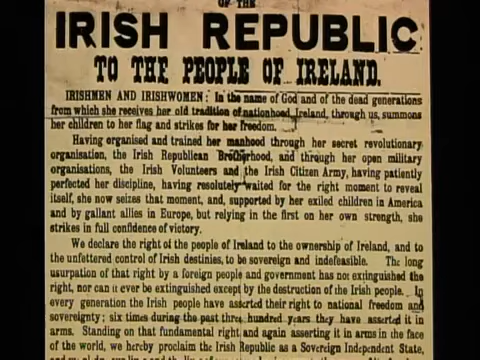 OF THE
IRISH REPUBLIC
TO THE PEOPLE OF IRELAND.
IRISHMEN AND IRISHWOMEN: In the name of God and of the dead generations
from which she receives her old tradition of nationhood, Ireland, through us, summons
her children to her flag and strikes for her freedom.
Having organised and trained her manhood through her secret revolutionary
organisation, the Irish Republican Brotherhood, and through her open military
organisations, the Irish Volunteers and the Irish Citizen Army, having patiently
perfected her discipline, having resolutely waited for the right moment to reveal
itself, she now seizes that moment, and, supported by her exiled children in America
and by gallant allies in Europe, but relying in the first on her own strength, she
strikes in full confidence of victory.
We declare the right of the people of Ireland to the ownership of Ireland, and to
the unfettered control of Irish destinies, to be sovereign and indefeasible. The long
usurpation of that right by a foreign people and government has not extinguished the
right, nor can it ever be extinguished except by the destruction of the Irish people. In
every generation the Irish people have asserted their right to national freedom and
sovereignty; six times during the past three hundred years they have asserted it in
arms. Standing on that fundamental right and again asserting it in arms in the face
of the world, we hereby proclaim the Irish Republic as a Sovereign Independent State,